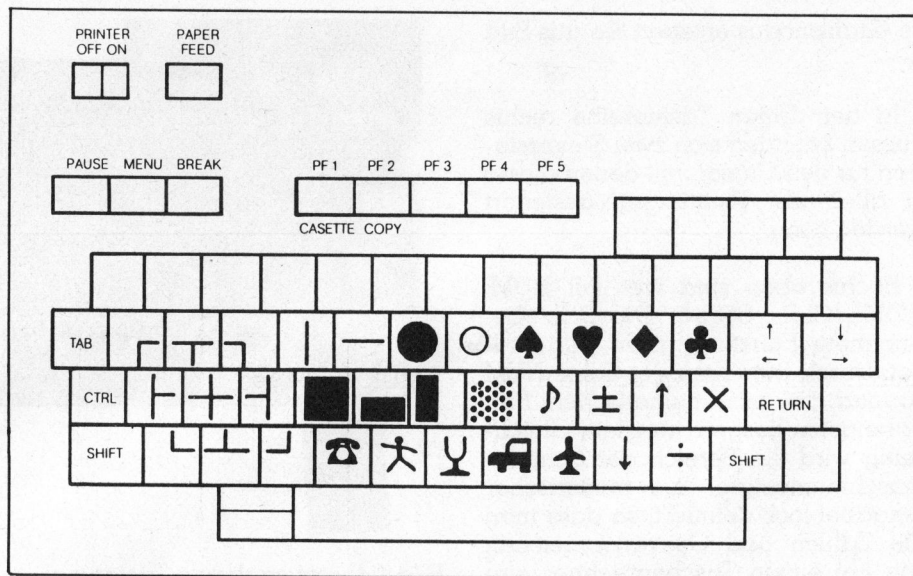 PRINTER
OFF ON
PAPER
FEED
PAUSE MENU BREAK
PF 1 PF 2 PF 3 PF 4 PF 5
CASETTE COPY
TAB
CTRL
RETURN
SHIFT
SHIFT